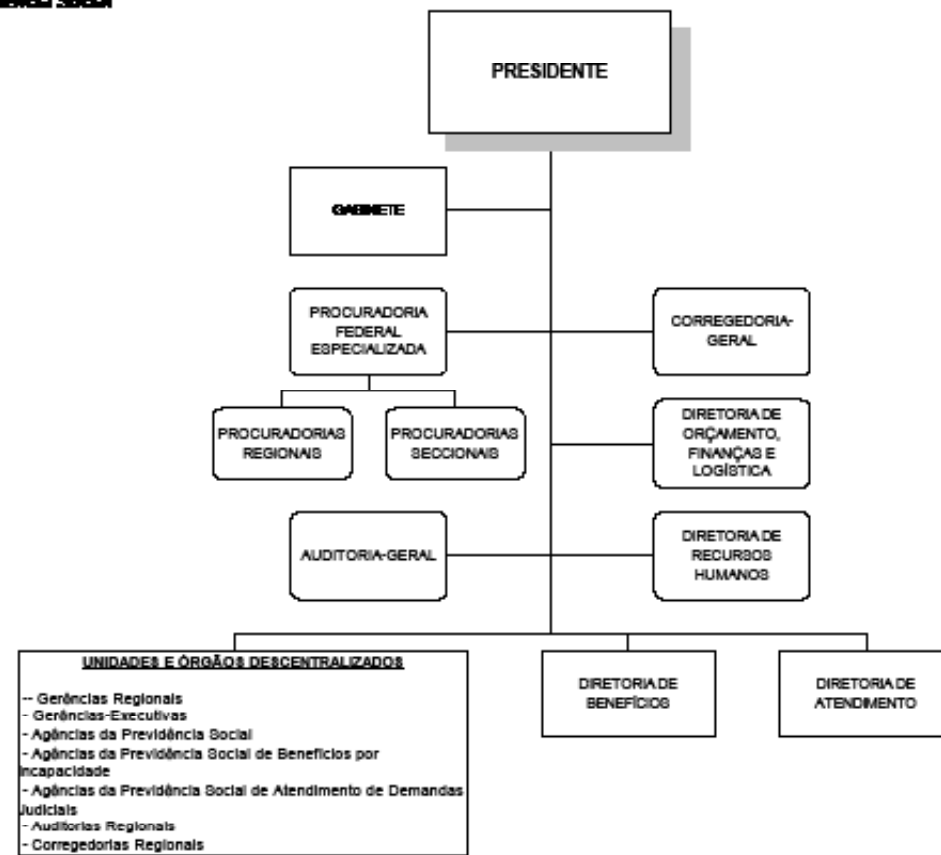 PRESIDENTE
GABINETE
PROCURADORIA
FEDERAL
ESPECIALIZADA
CORREGEDORIA-
GERAL
PROCURADORIAS
REGIONAIS
PROCURADORIAS
SECCIONAIS
DIRETORIA DE
ORÇAMENTO,
FINANÇAS E
LOGÍSTICA
AUDITORIA-GERAL
DIRETORIA DE
RECURSOS
HUMANOS
UNIDADES E ÓRGÃOS DESCENTRALIZADOS
-- Gerências Regionais
- Gerências-Executivas
- Agências da Previdência Social
- Agências da Previdência Social de Benefícios por
Incapacidade
- Agências da Previdência Social de Atendimento de Demandas
Judiciais
- Auditorias Regionais
- Corregedorias Regionais
DIRETORIA DE
BENEFÍCIOS
DIRETORIA DE
ATENDIMENTO